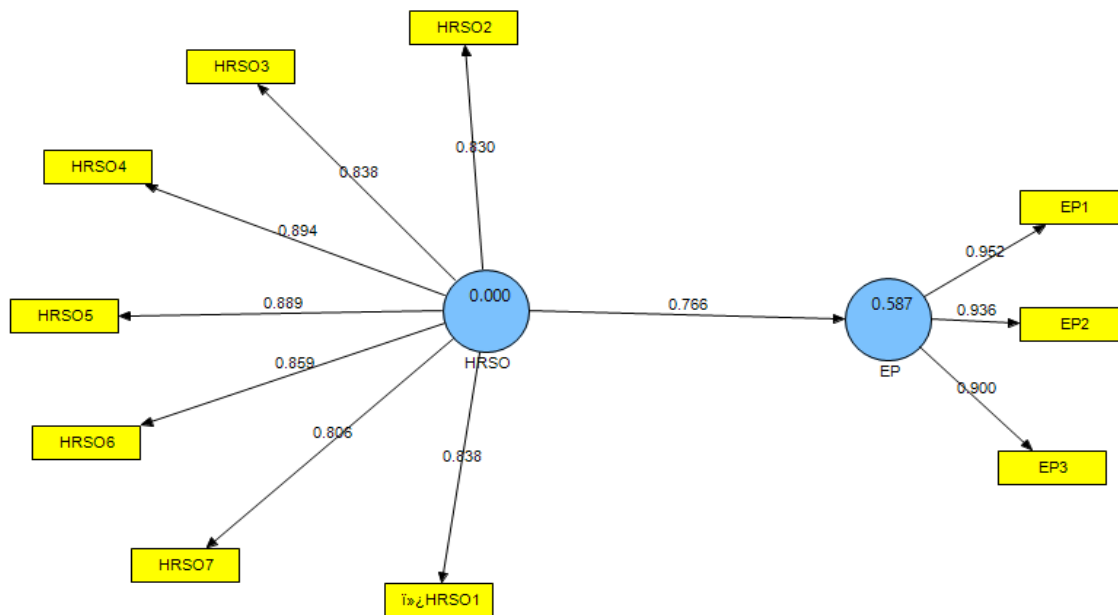 HRSO2
HRSO3
0.830
0.838
HRSO4
0.894
EP1
0.952
0.000
0.587
HRSO5
0.889
0.766
0.936
EP2
HRSO
EP
0.859
0.900
HRSO6
0.806
0.838
EP3
HRSO7
ï»¿HRSO1